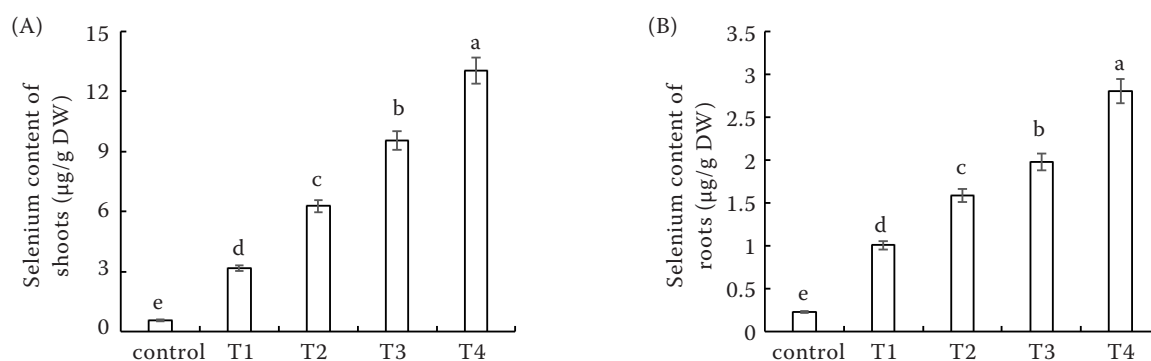 (A)
Selenium content of
shoots (µg/g DW)
15
12
9
6
3
0
e
d
c
b
a
control T1 T2 T3 T4
(B)
Selenium content of
roots (µg/g DW)
3.5
3
2.5
2
1.5
1
0.5
0
e
d
c
b
a
control T1 T2 T3 T4